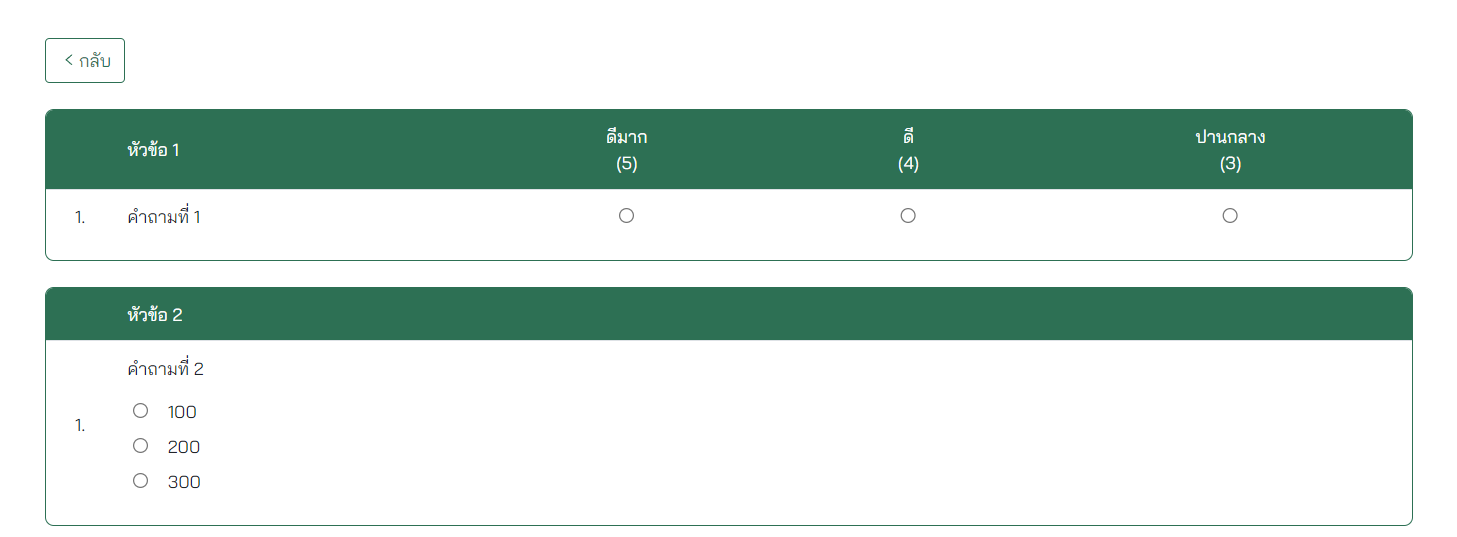 < กลับ
หัวข้อ 1 ดีมาก (5) ดี (4) ปานกลาง (3)
1. คำถามที่ 1
หัวข้อ 2
คำถามที่ 2
1.
100
200
300